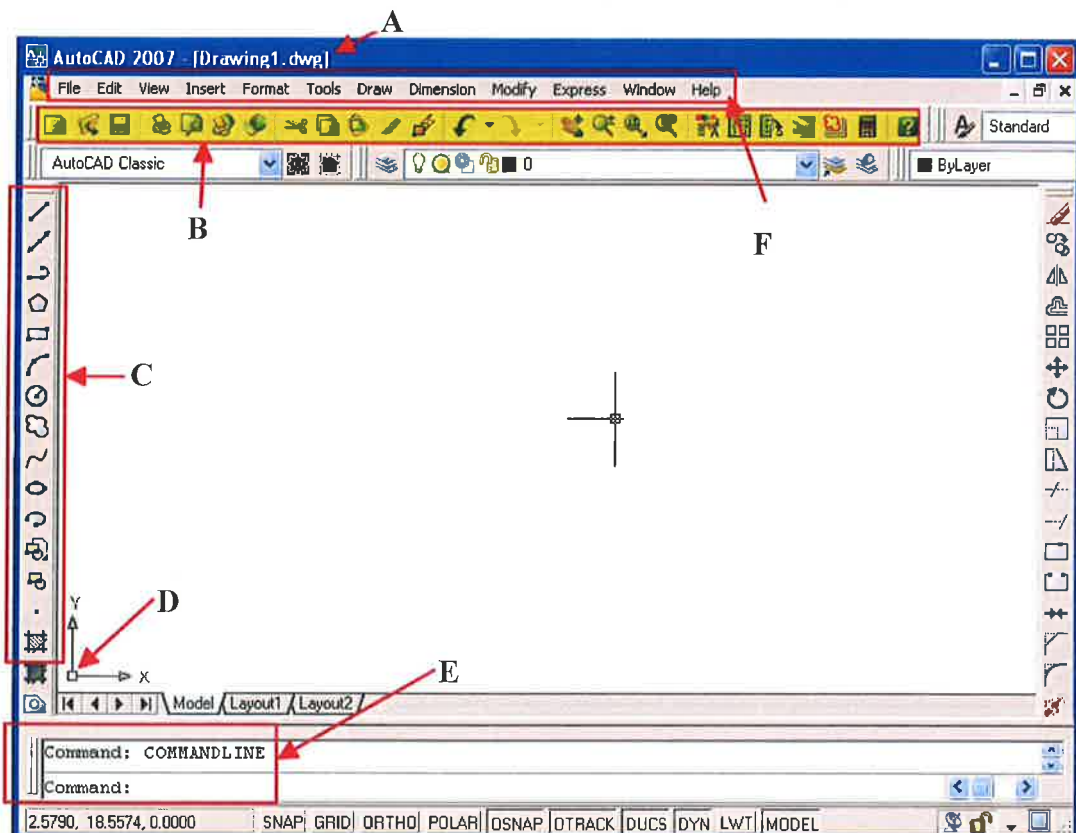 A
AutoCAD 2007 - [Drawing1.dwg]
File Edit View Insert Format Tools Draw Dimension Modify Express Window Help
Standard
AutoCAD Classic 0 ByLayer
B
F
C
D
Y
X
E
Model Layout1 Layout2
Command: COMMANDLINE
Command:
2.5790, 18.5574, 0.0000 SNAP GRID ORTHO POLAR OSNAP OTRACK DUCS DYN LWT MODEL